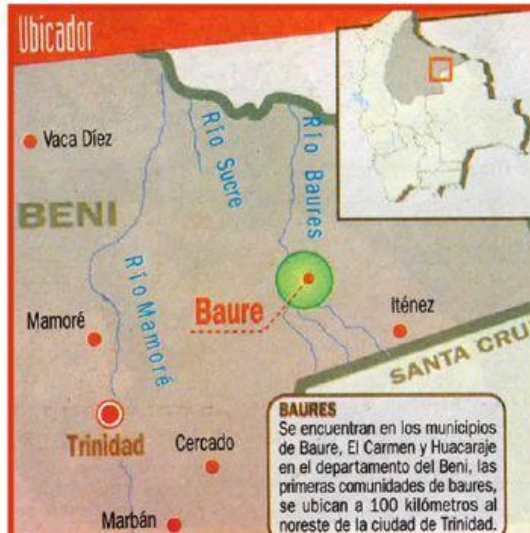 Ubicador
Vaca Díez
Río Sucre
Río Baures
BENI
Río Mamoré
Baure
Iténez
Mamoré
SANTA CRU
Trinidad
Cercado
Marbán
BAURES
Se encuentran en los municipios
de Baure, El Carmen y Huacaraje
en el departamento del Beni, las
primeras comunidades de baures,
se ubican a 100 kilómetros al
noreste de la ciudad de Trinidad.